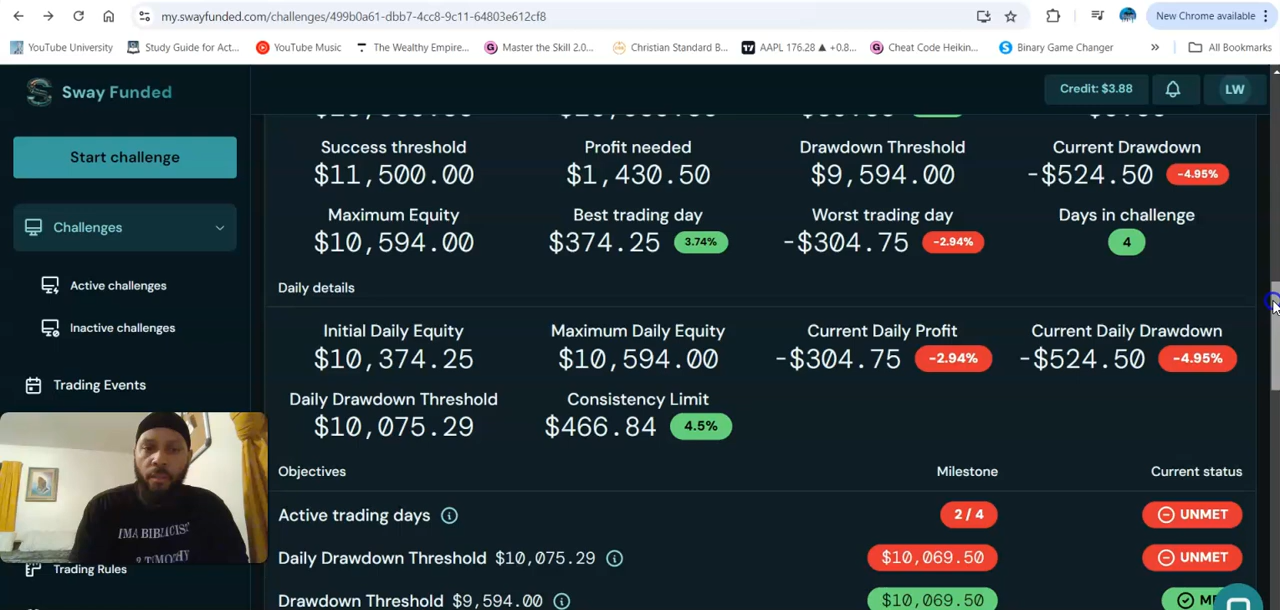 my.swayfunded.com/challenges/499b0a61-dbb7-4cc8-9c11-64803e612cf8
New Chrome available
YouTube University
Study Guide for Act...
YouTube Music
The Wealthy Empire...
Master the Skill 2.0...
Christian Standard B...
AAPL 176.28 ▲ +0.8...
Cheat Code Heikin...
Binary Game Changer
»
All Bookmarks
Sway Funded
Credit: $3.88
LW
Start challenge
Challenges
Active challenges
Inactive challenges
Trading Events
Trading Rules
Success threshold Profit needed Drawdown Threshold Current Drawdown
$11,500.00 $1,430.50 $9,594.00 -$524.50 -4.95%
Maximum Equity Best trading day Worst trading day Days in challenge
$10,594.00 $374.25 3.74% -$304.75 -2.94% 4
Daily details
Initial Daily Equity Maximum Daily Equity Current Daily Profit Current Daily Drawdown
$10,374.25 $10,594.00 -$304.75 -2.94% -$524.50 -4.95%
Daily Drawdown Threshold Consistency Limit
$10,075.29 $466.84 4.5%
Objectives Milestone Current status
Active trading days 2 / 4 UNMET
Daily Drawdown Threshold $10,075.29 $10,069.50 UNMET
Drawdown Threshold $9,594.00 $10,069.50
IMA BIBLICIST
2 TIMOTHY